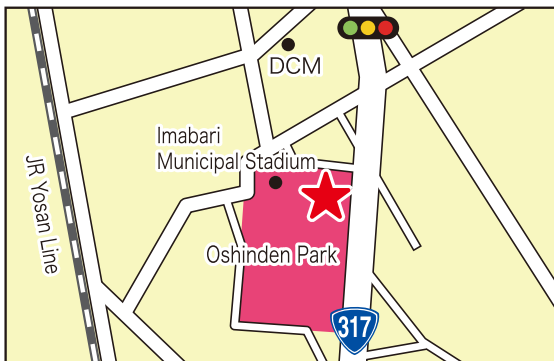 DCM
Imabari
Municipal Stadium
JR Yosan Line
Oshinden Park
317